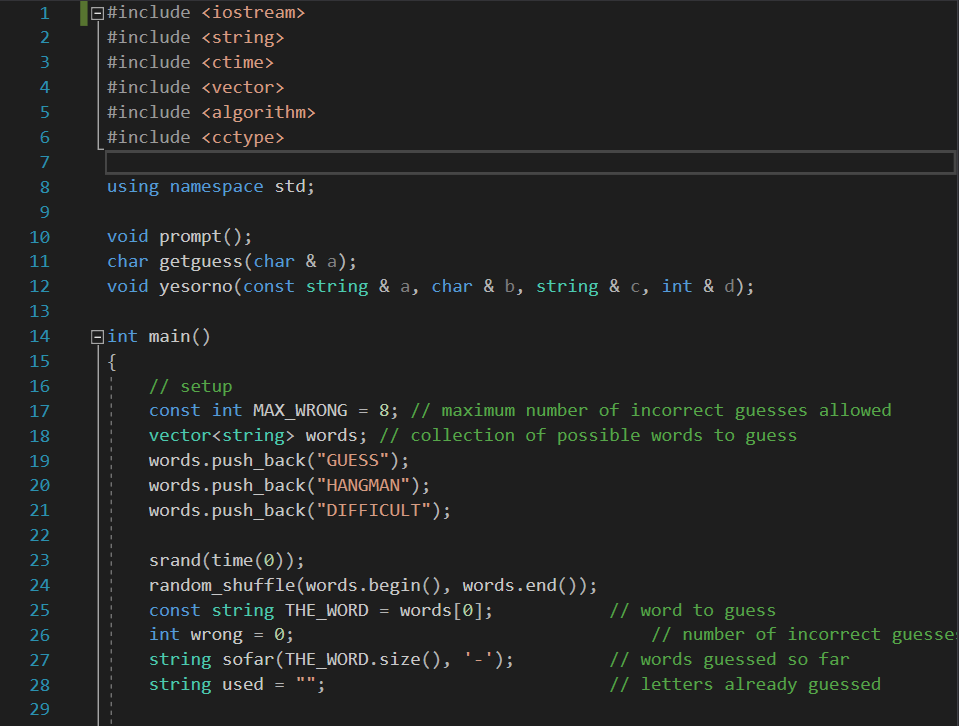 1 #include <iostream>
2 #include <string>
3 #include <ctime>
4 #include <vector>
5 #include <algorithm>
6 #include <cctype>
7
8 using namespace std;
9
10 void prompt();
11 char getguess(char & a);
12 void yesorno(const string & a, char & b, string & c, int & d);
13
14 int main()
15 {
16 // setup
17 const int MAX_WRONG = 8; // maximum number of incorrect guesses allowed
18 vector<string> words; // collection of possible words to guess
19 words.push_back("GUESS");
20 words.push_back("HANGMAN");
21 words.push_back("DIFFICULT");
22
23 srand(time(0));
24 random_shuffle(words.begin(), words.end());
25 const string THE_WORD = words[0]; // word to guess
26 int wrong = 0; // number of incorrect guesses
27 string sofar(THE_WORD.size(), '-'); // words guessed so far
28 string used = ""; // letters already guessed
29